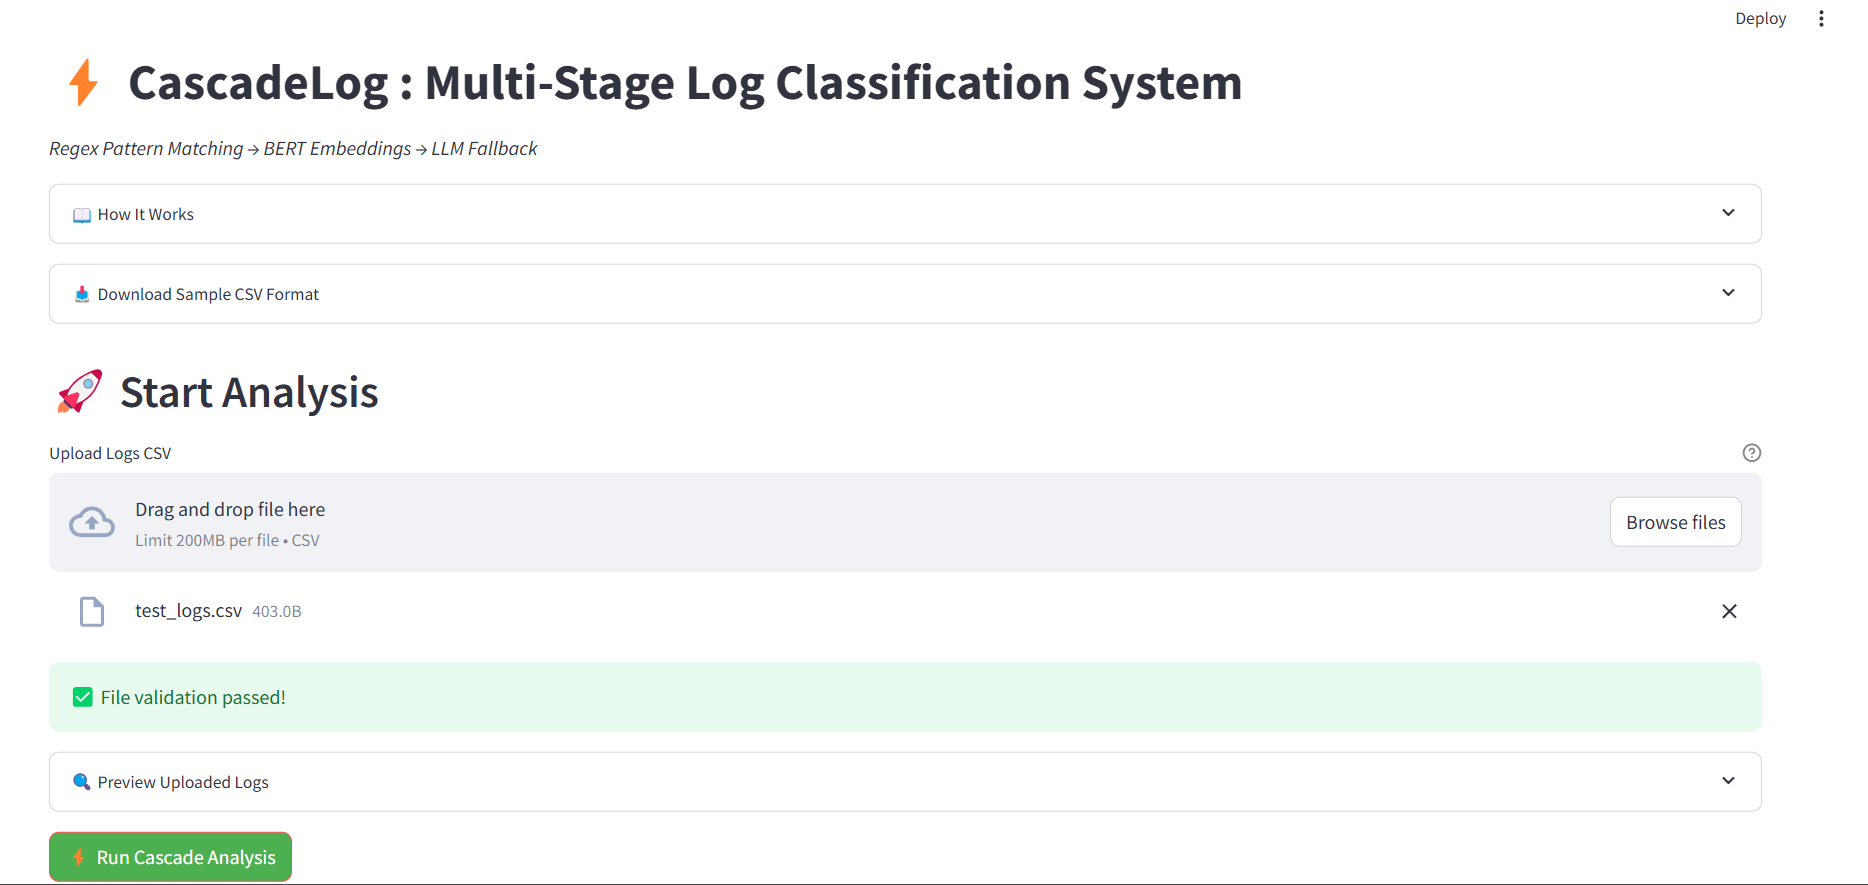 Deploy
CascadeLog : Multi-Stage Log Classification System
Regex Pattern Matching → BERT Embeddings → LLM Fallback
How It Works
Download Sample CSV Format
Start Analysis
Upload Logs CSV
Drag and drop file here
Limit 200MB per file • CSV
Browse files
test_logs.csv 403.0B
File validation passed!
Preview Uploaded Logs
Run Cascade Analysis